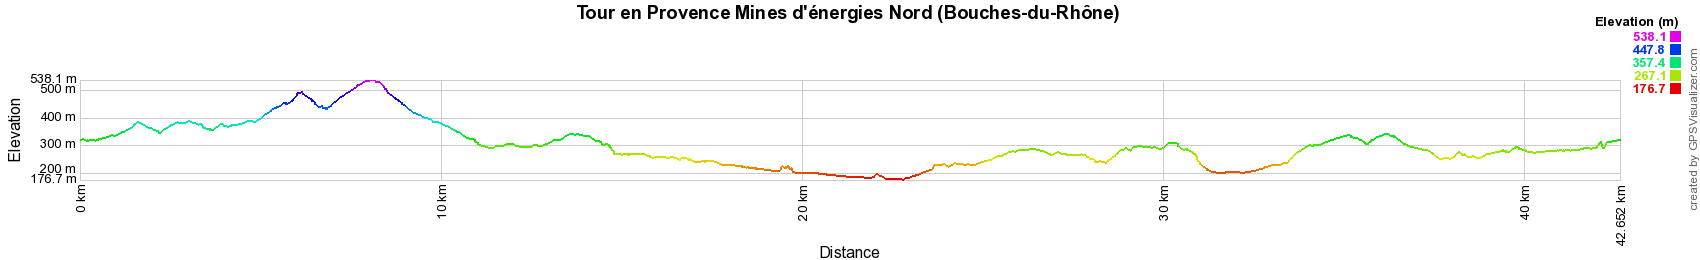 Tour en Provence Mines d'énergies Nord (Bouches-du-Rhône)
Elevation (m)
538.1
447.8
357.4
267.1
176.7
538.1 m
500 m
400 m
300 m
200 m
176.7 m
Elevation
0 km
10 km
20 km
30 km
40 km
42.652 km
Distance
created by GPSVisualizer.com